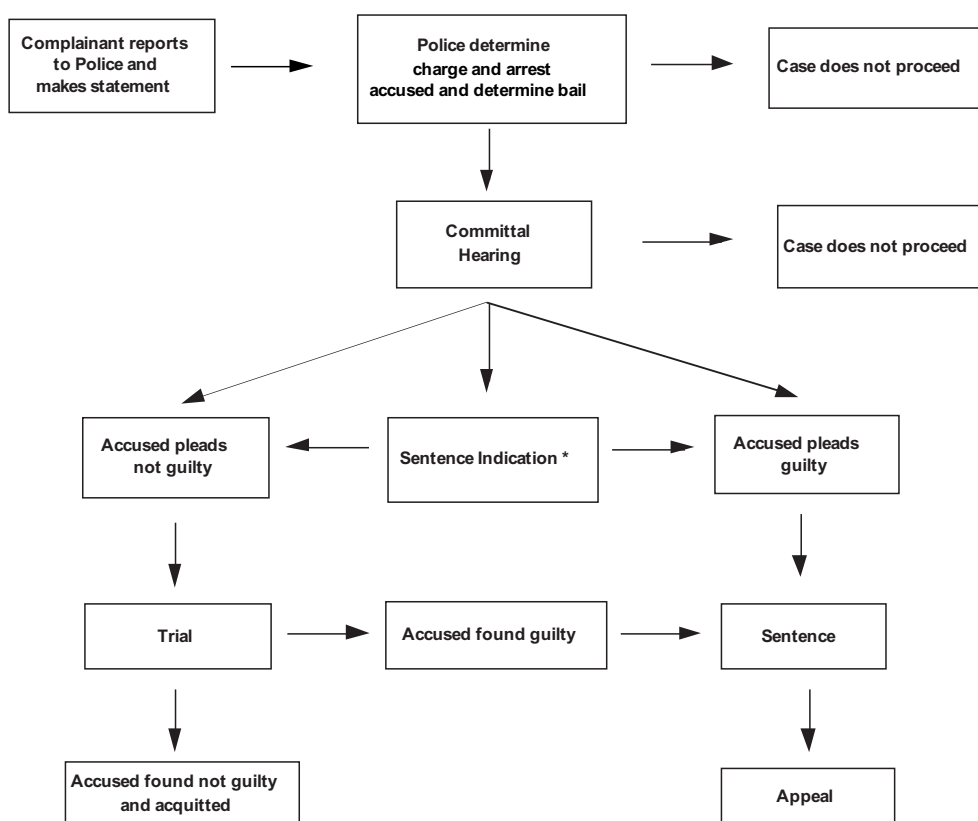 Complainant reports
to Police and
makes statement
Police determine
charge and arrest
accused and determine bail
Case does not proceed
Committal
Hearing
Case does not proceed
Accused pleads
not guilty
Sentence Indication *
Accused pleads
guilty
Trial
Accused found guilty
Sentence
Accused found not guilty
and acquitted
Appeal